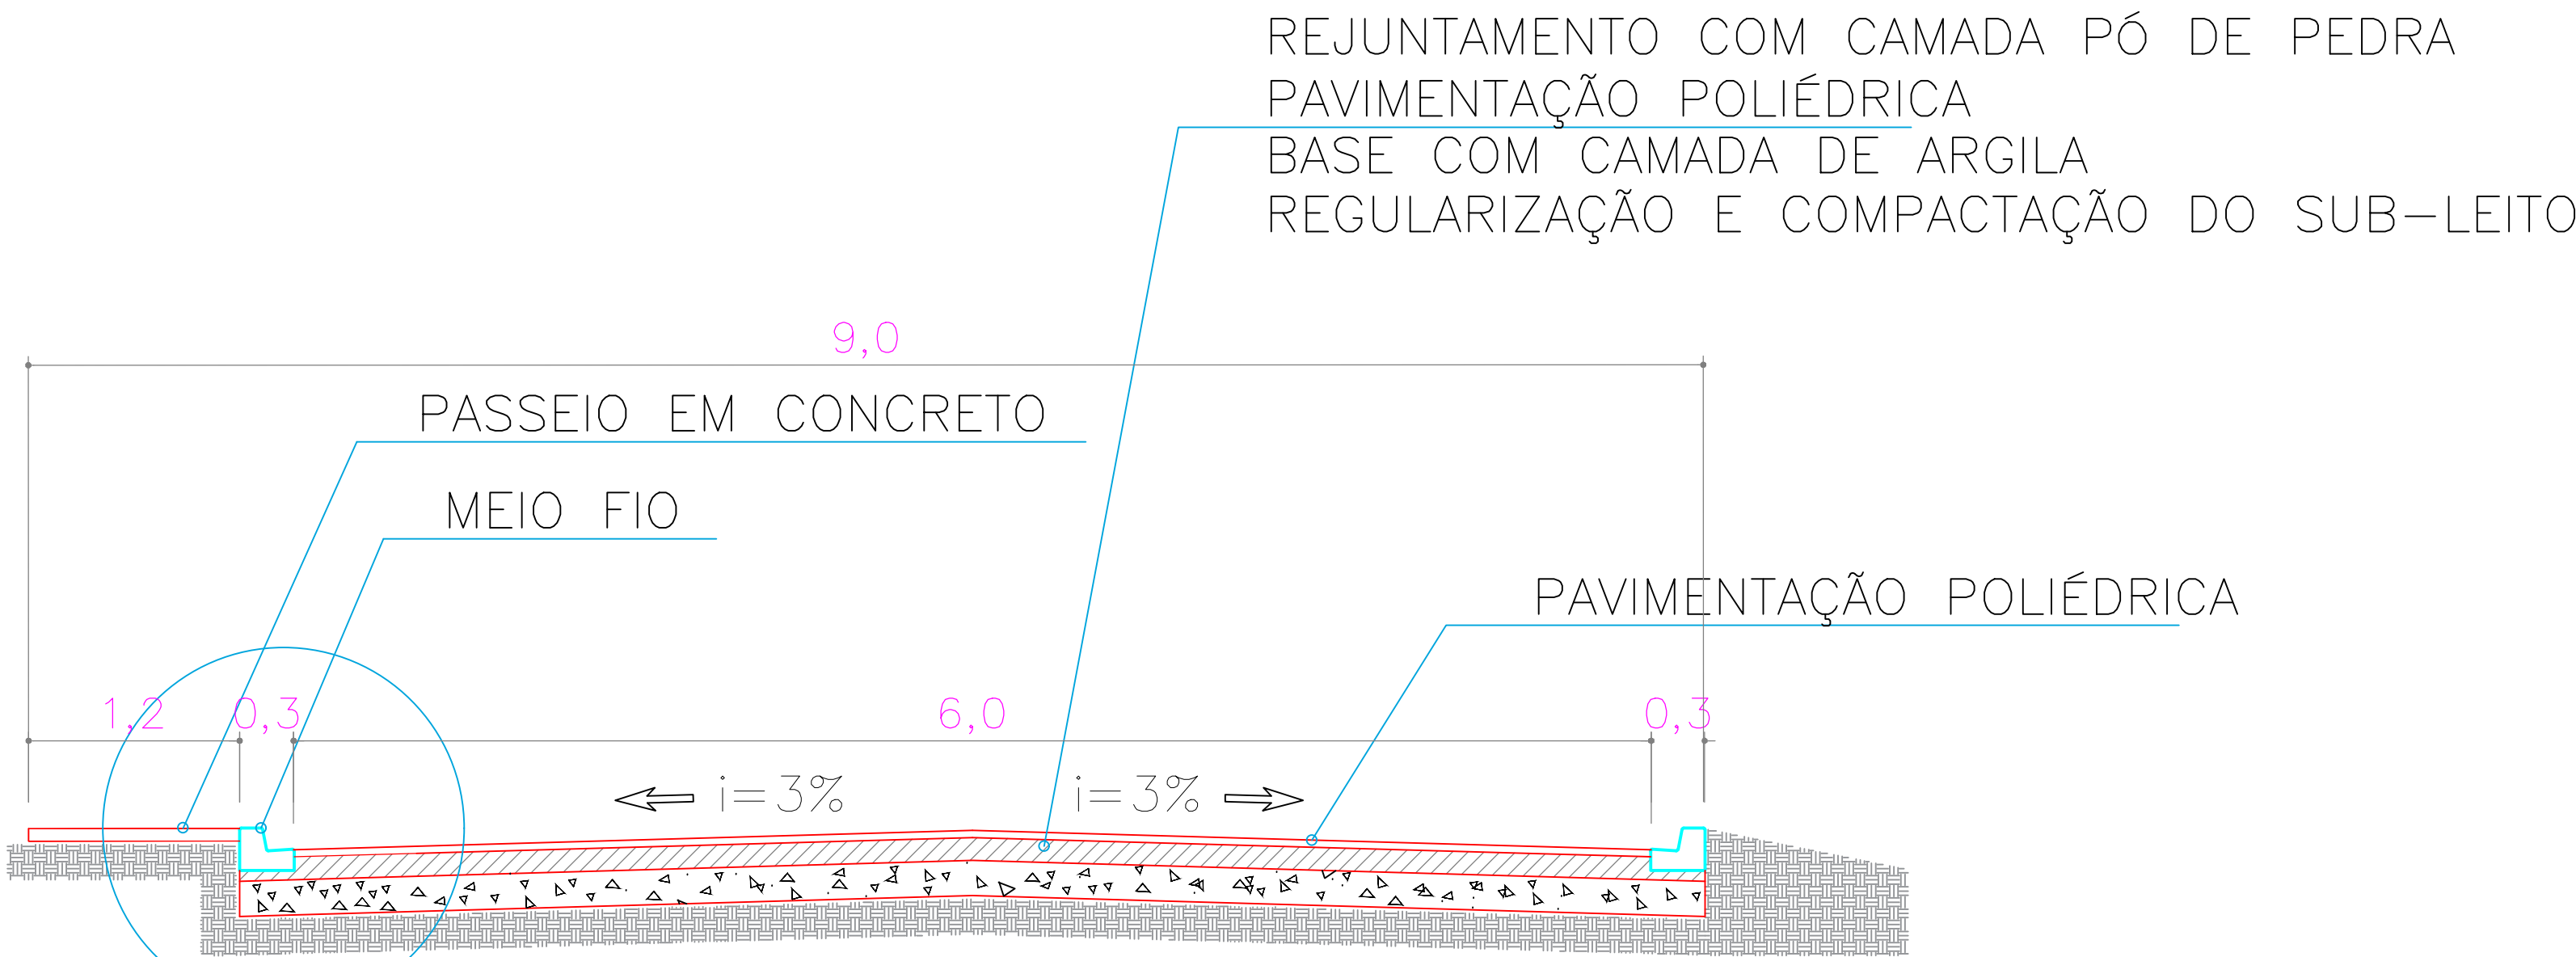 REJUNTAMENTO COM CAMADA PÓ DE PEDRA
PAVIMENTAÇÃO POLIÉDRICA
BASE COM CAMADA DE ARGILA
REGULARIZAÇÃO E COMPACTAÇÃO DO SUB-LEITO
9,0
PASSEIO EM CONCRETO
MEIO FIO
PAVIMENTAÇÃO POLIÉDRICA
1,2 0,3 6,0 0,3
i=3% i=3%